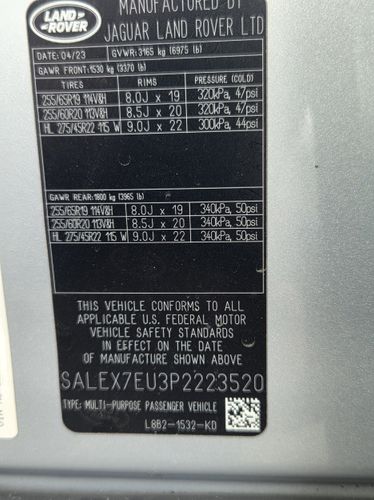 LAND
ROVER
MANUFACTURED BY
JAGUAR LAND ROVER LTD
DATE: 04/23 GVWR: 3165 kg (6975 lb)
GAWR FRONT: 1530 kg (3370 lb)
TIRES RIMS PRESSURE (COLD)
255/65R19 114V&H 8.0J x 19 320kPa, 47psi
255/60R20 113V&H 8.5J x 20 320kPa, 47psi
HL 275/45R22 115 W 9.0J x 22 300kPa, 44psi
GAWR REAR: 1800 kg (3965 lb)
255/65R19 114V&H 8.0J x 19 340kPa, 50psi
255/60R20 113V&H 8.5J x 20 340kPa, 50psi
HL 275/45R22 115 W 9.0J x 22 340kPa, 50psi
THIS VEHICLE CONFORMS TO ALL
APPLICABLE U.S. FEDERAL MOTOR
VEHICLE SAFETY STANDARDS
IN EFFECT ON THE DATE
OF MANUFACTURE SHOWN ABOVE
SALEX7EU3P2223520
TYPE: MULTI-PURPOSE PASSENGER VEHICLE
L8B2-1532-KD